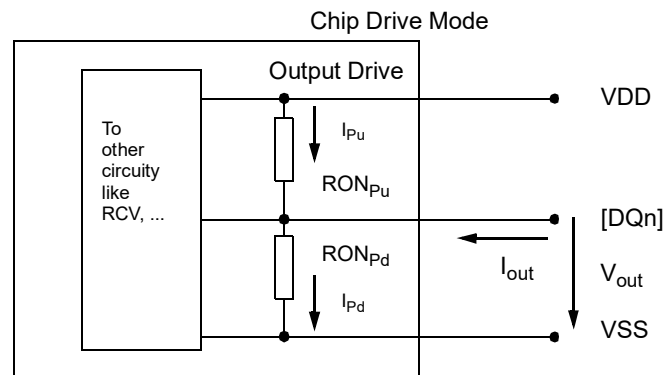 Chip Drive Mode
Output Drive
To
other
circuity
like
RCV, ...
I_Pu
RON_Pu
RON_Pd
I_Pd
VDD
[DQn]
I_out
V_out
VSS